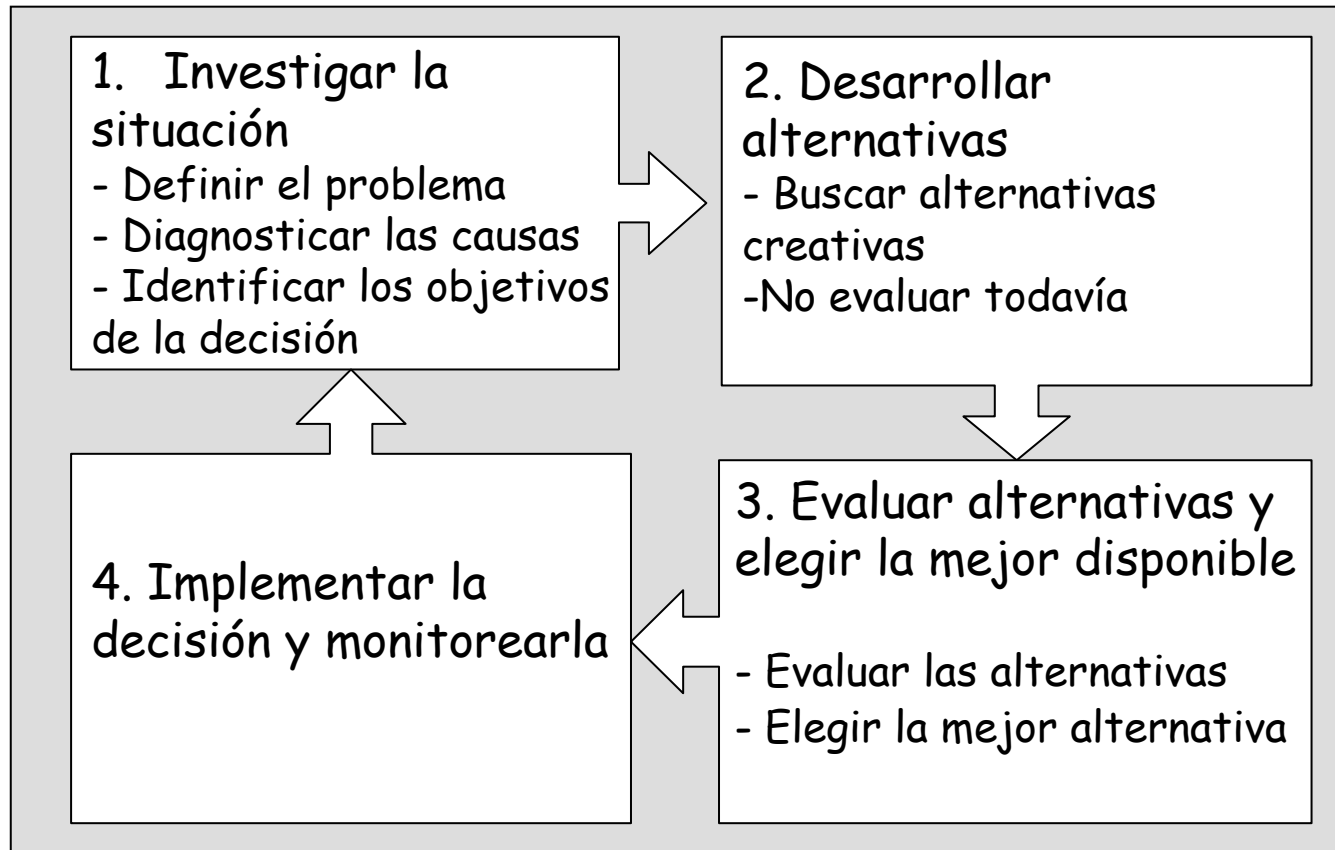 1. Investigar la
situación
- Definir el problema
- Diagnosticar las causas
- Identificar los objetivos
de la decisión
2. Desarrollar
alternativas
- Buscar alternativas
creativas
-No evaluar todavía
3. Evaluar alternativas y
elegir la mejor disponible
- Evaluar las alternativas
- Elegir la mejor alternativa
4. Implementar la
decisión y monitorearla